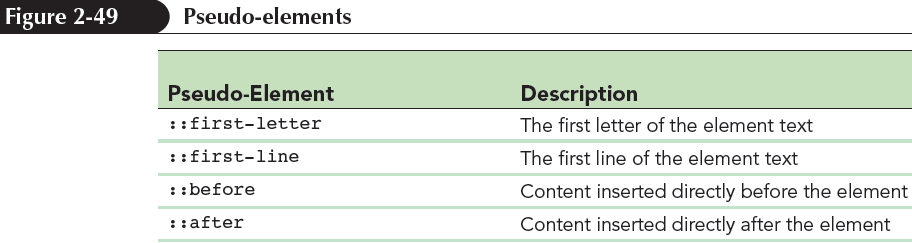 Figure 2-49 Pseudo-elements
Pseudo-Element Description
::first-letter The first letter of the element text
::first-line The first line of the element text
::before Content inserted directly before the element
::after Content inserted directly after the element